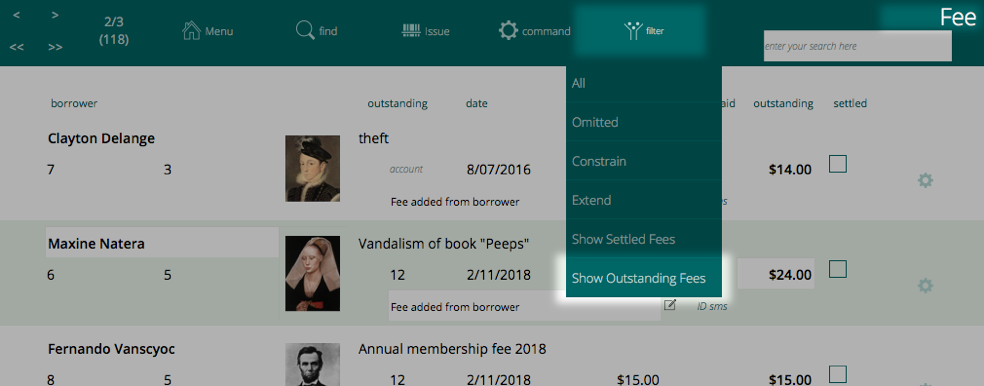 < > 2/3 Menu find Issue command filter Fee
<< >> (118) enter your search here
All
borrower outstanding date aid outstanding settled
Omitted
Clayton Delange theft
Constrain
7 3 account 8/07/2016 $14.00
Fee added from borrower Extend
Show Settled Fees
Maxine Natera Vandalism of book "Peeps"
6 5 12 2/11/2018 Show Outstanding Fees $24.00
Fee added from borrower ID sms
Fernando Vanscyoc Annual membership fee 2018
8 5 12 2/11/2018 $15.00 $15.00